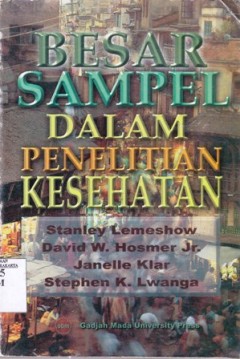 BESAR
SAMPEL
DALAM
PENELITIAN
KESEHATAN
Stanley Lemeshow
David W. Hosmer Jr.
Janelle Klar
Stephen K. Lwanga
Gadjah Mada University Press